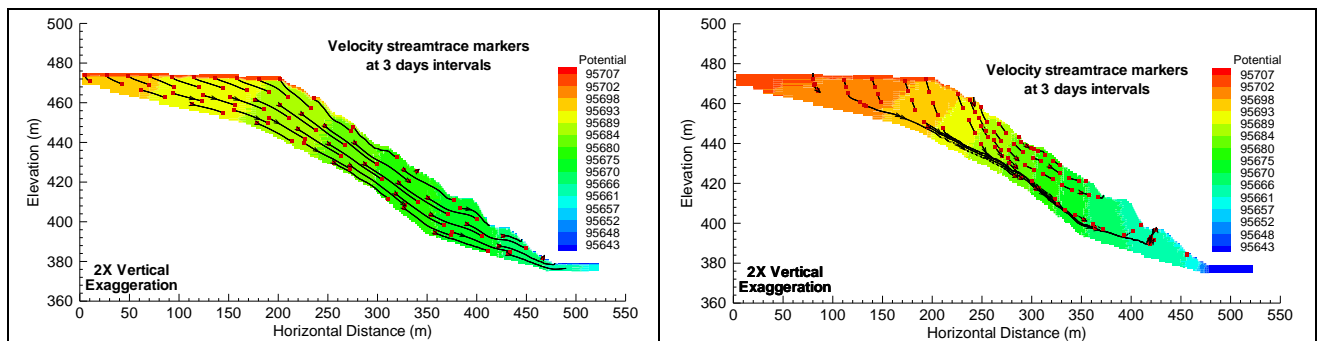 500
480
460
440
420
400
380
360
Elevation (m)
0 50 100 150 200 250 300 350 400 450 500 550
Horizontal Distance (m)
Velocity streamtrace markers
at 3 days intervals
Potential
95707
95702
95698
95693
95689
95684
95680
95675
95670
95666
95661
95657
95652
95648
95643
2X Vertical
Exaggeration
500
480
460
440
420
400
380
360
Elevation (m)
0 50 100 150 200 250 300 350 400 450 500 550
Horizontal Distance (m)
Velocity streamtrace markers
at 3 days intervals
Potential
95707
95702
95698
95693
95689
95684
95680
95675
95670
95666
95661
95657
95652
95648
95643
2X Vertical
Exaggeration